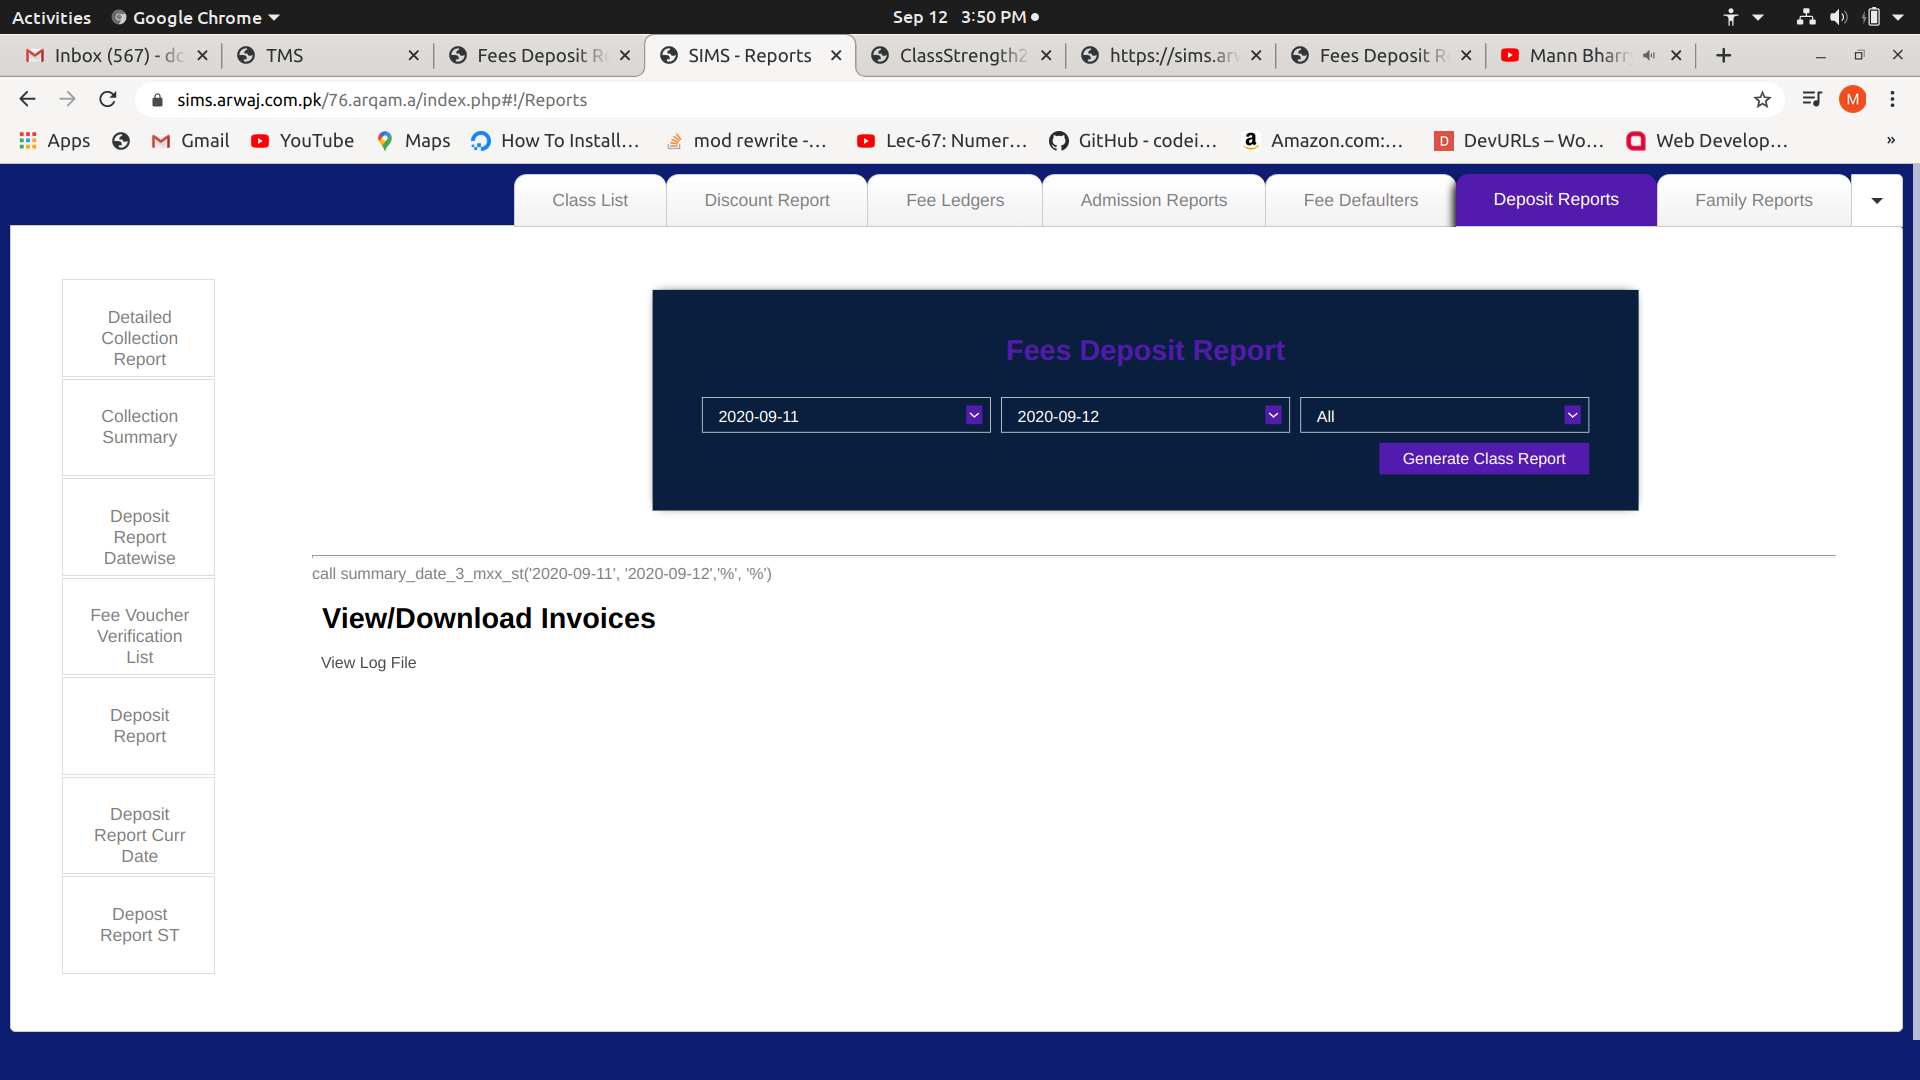 Activities Google Chrome Sep 12 3:50 PM
Inbox (567) - dc TMS Fees Deposit Re SIMS - Reports ClassStrength2 https://sims.arw Fees Deposit Re Mann Bharry
sims.arwaj.com.pk/76.arqam.a/index.php#!/Reports M
Apps Gmail YouTube Maps How To Install... mod rewrite -... Lec-67: Numer... GitHub - codei... a Amazon.com:... D DevURLs – Wo... Web Develop... »
Class List Discount Report Fee Ledgers Admission Reports Fee Defaulters Deposit Reports Family Reports
Detailed
Collection
Report
Collection
Summary
Deposit
Report
Datewise
Fee Voucher
Verification
List
Deposit
Report
Deposit
Report Curr
Date
Depost
Report ST
Fees Deposit Report
2020-09-11 2020-09-12 All
Generate Class Report
call summary_date_3_mxx_st('2020-09-11', '2020-09-12','%', '%')
View/Download Invoices
View Log File